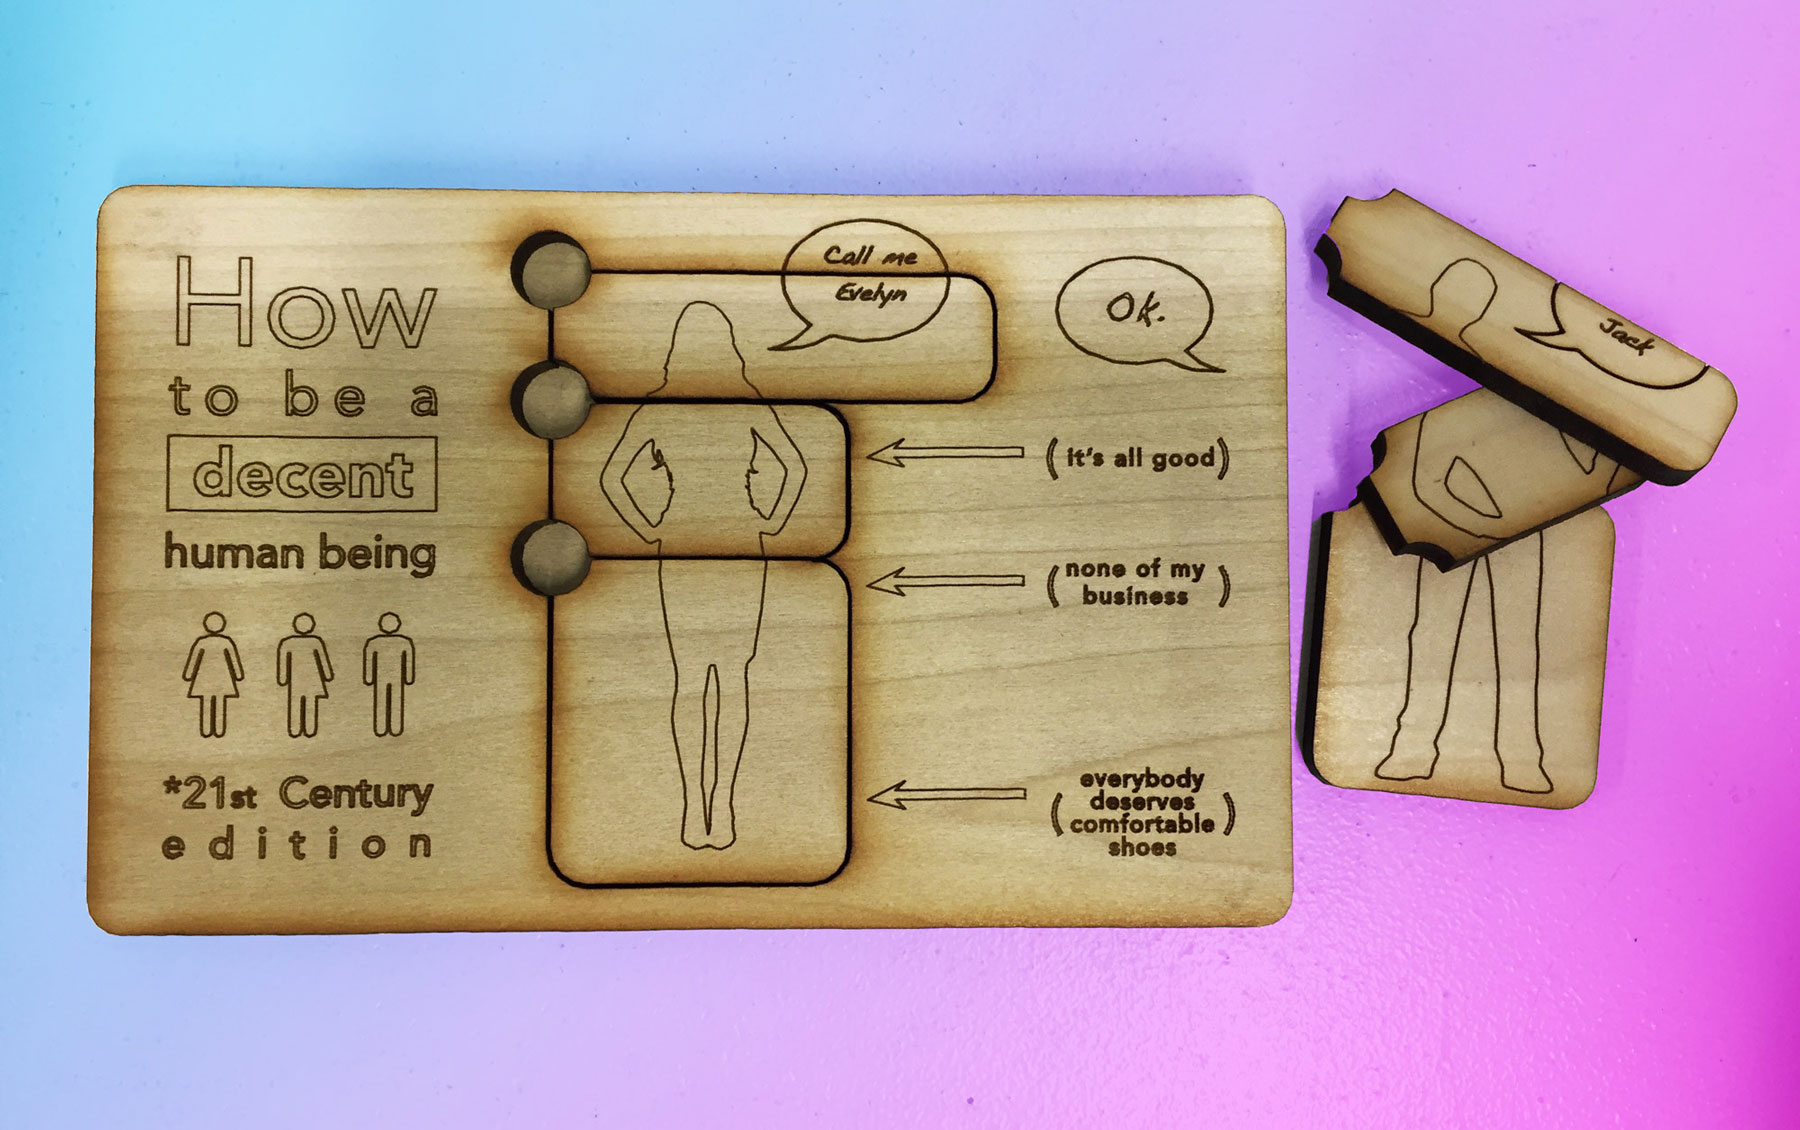 How
to be a
decent
human being
*21st Century
edition
Call me
Evelyn
Ok.
(it's all good)
(none of my
business)
(everybody
deserves
comfortable
shoes)
Jack